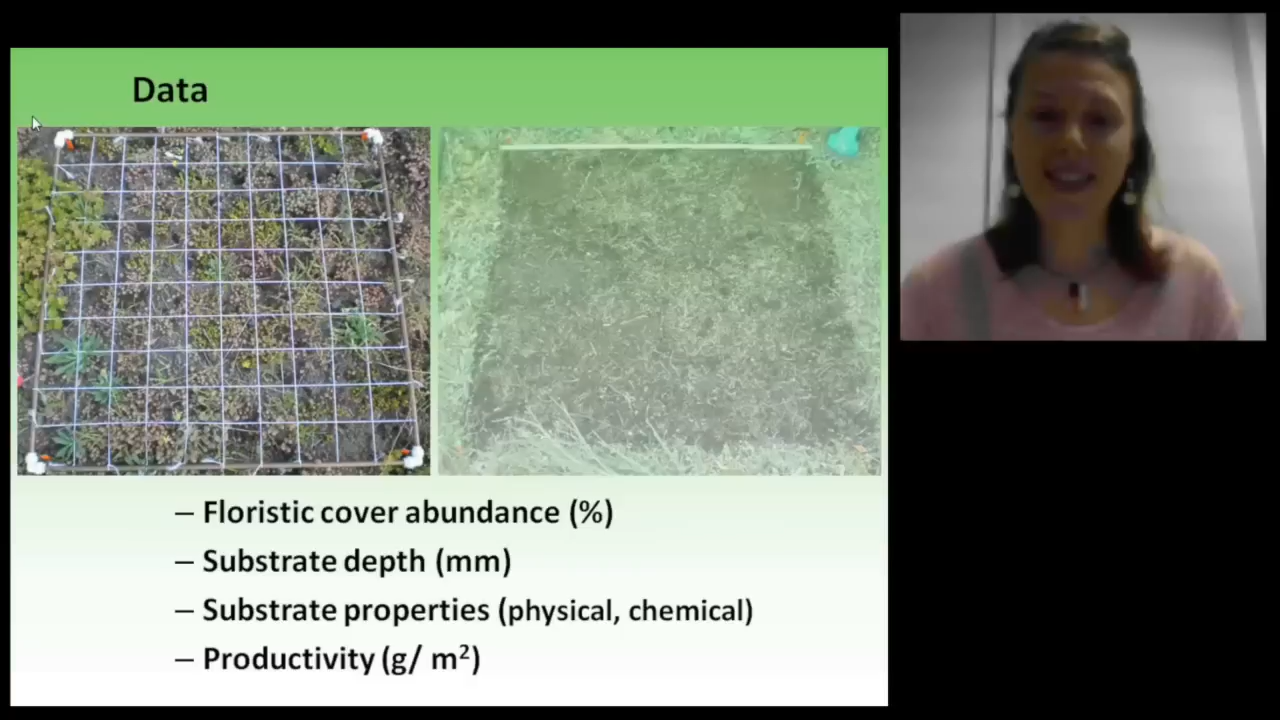 Data
– Floristic cover abundance (%)
– Substrate depth (mm)
– Substrate properties (physical, chemical)
– Productivity (g/ m²)